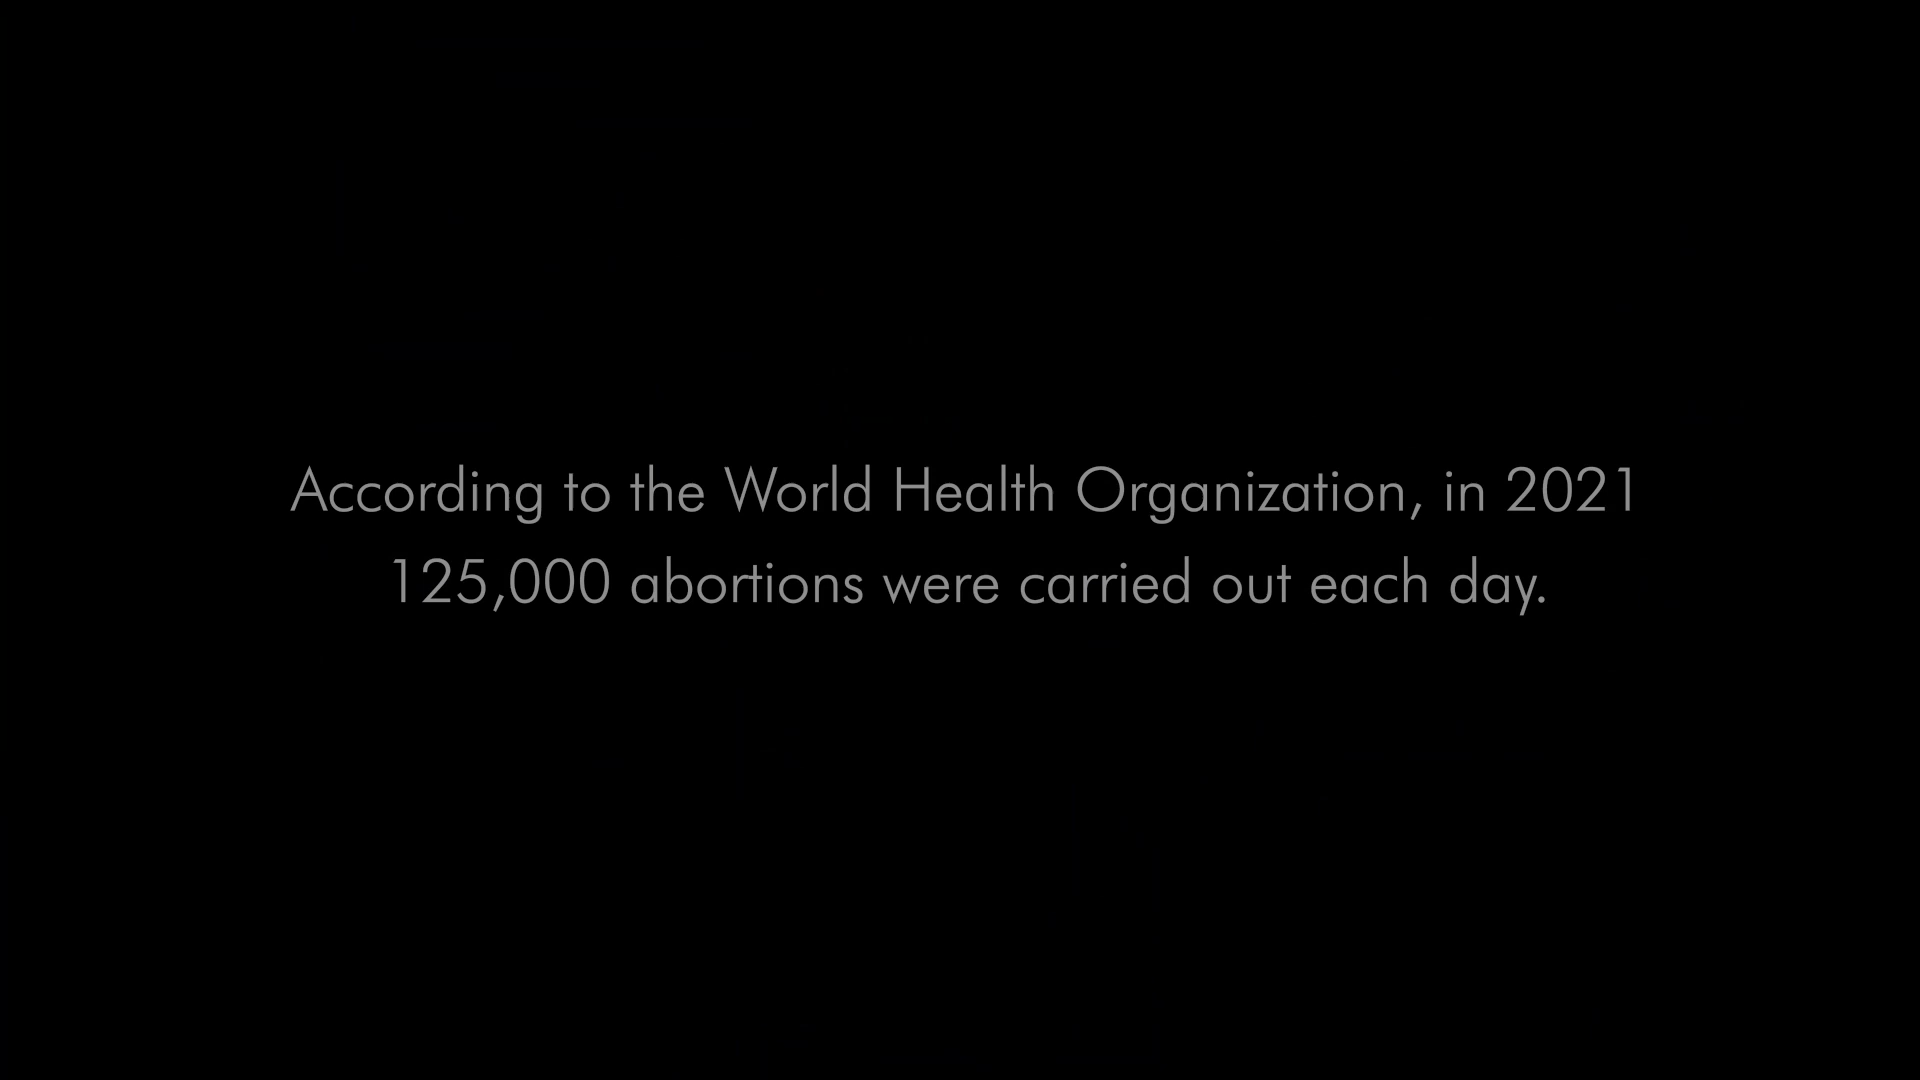 According to the World Health Organization, in 2021
125,000 abortions were carried out each day.